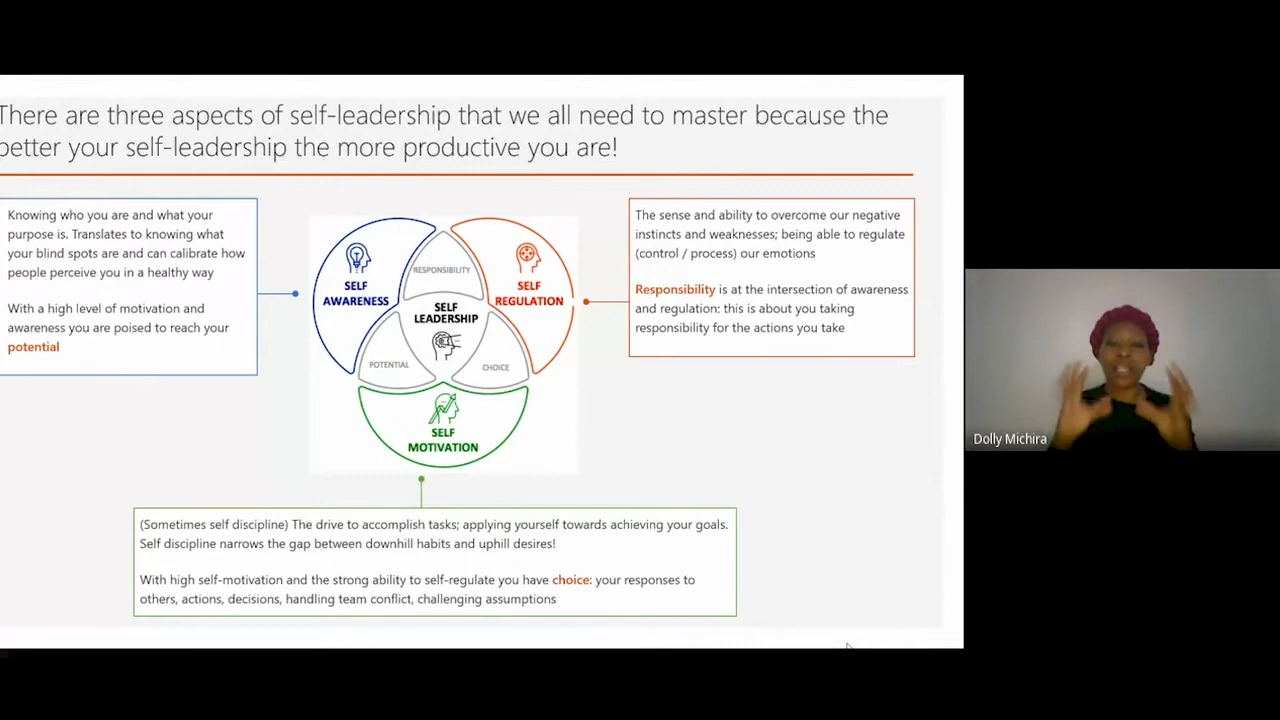 There are three aspects of self-leadership that we all need to master because the
better your self-leadership the more productive you are!
Knowing who you are and what your
purpose is. Translates to knowing what
your blind spots are and can calibrate how
people perceive you in a healthy way
With a high level of motivation and
awareness you are poised to reach your
potential
RESPONSIBILITY
SELF
AWARENESS
SELF
REGULATION
SELF
LEADERSHIP
POTENTIAL
CHOICE
SELF
MOTIVATION
The sense and ability to overcome our negative
instincts and weaknesses; being able to regulate
(control / process) our emotions
Responsibility is at the intersection of awareness
and regulation: this is about you taking
responsibility for the actions you take
(Sometimes self discipline) The drive to accomplish tasks; applying yourself towards achieving your goals.
Self discipline narrows the gap between downhill habits and uphill desires!
With high self-motivation and the strong ability to self-regulate you have choice: your responses to
others, actions, decisions, handling team conflict, challenging assumptions
Dolly Michira